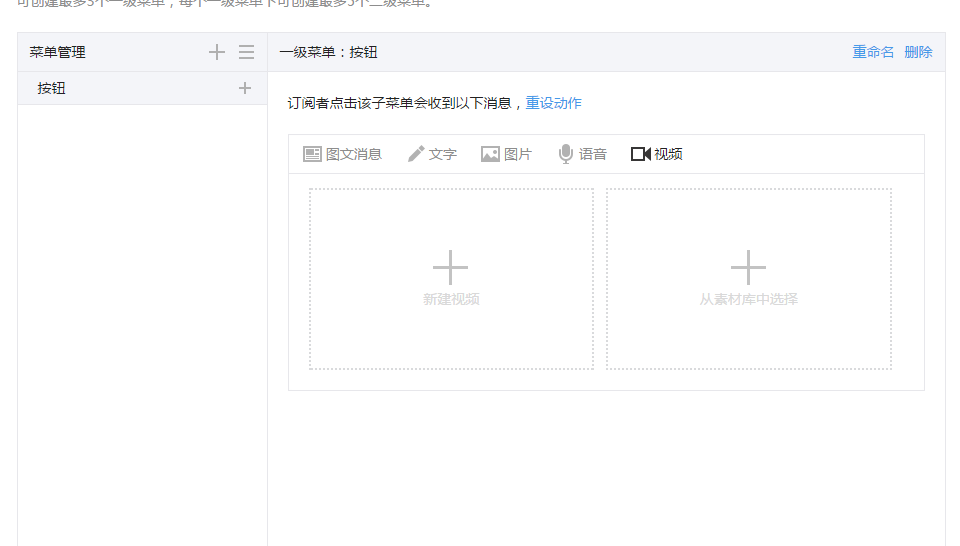 可创建最多3个一级菜单，每个一级菜单下可创建最多5个二级菜单。
菜单管理
一级菜单：按钮
重命名 删除
按钮
订阅者点击该子菜单会收到以下消息，重设动作
图文消息 文字 图片 语音 视频
新建视频
从素材库中选择